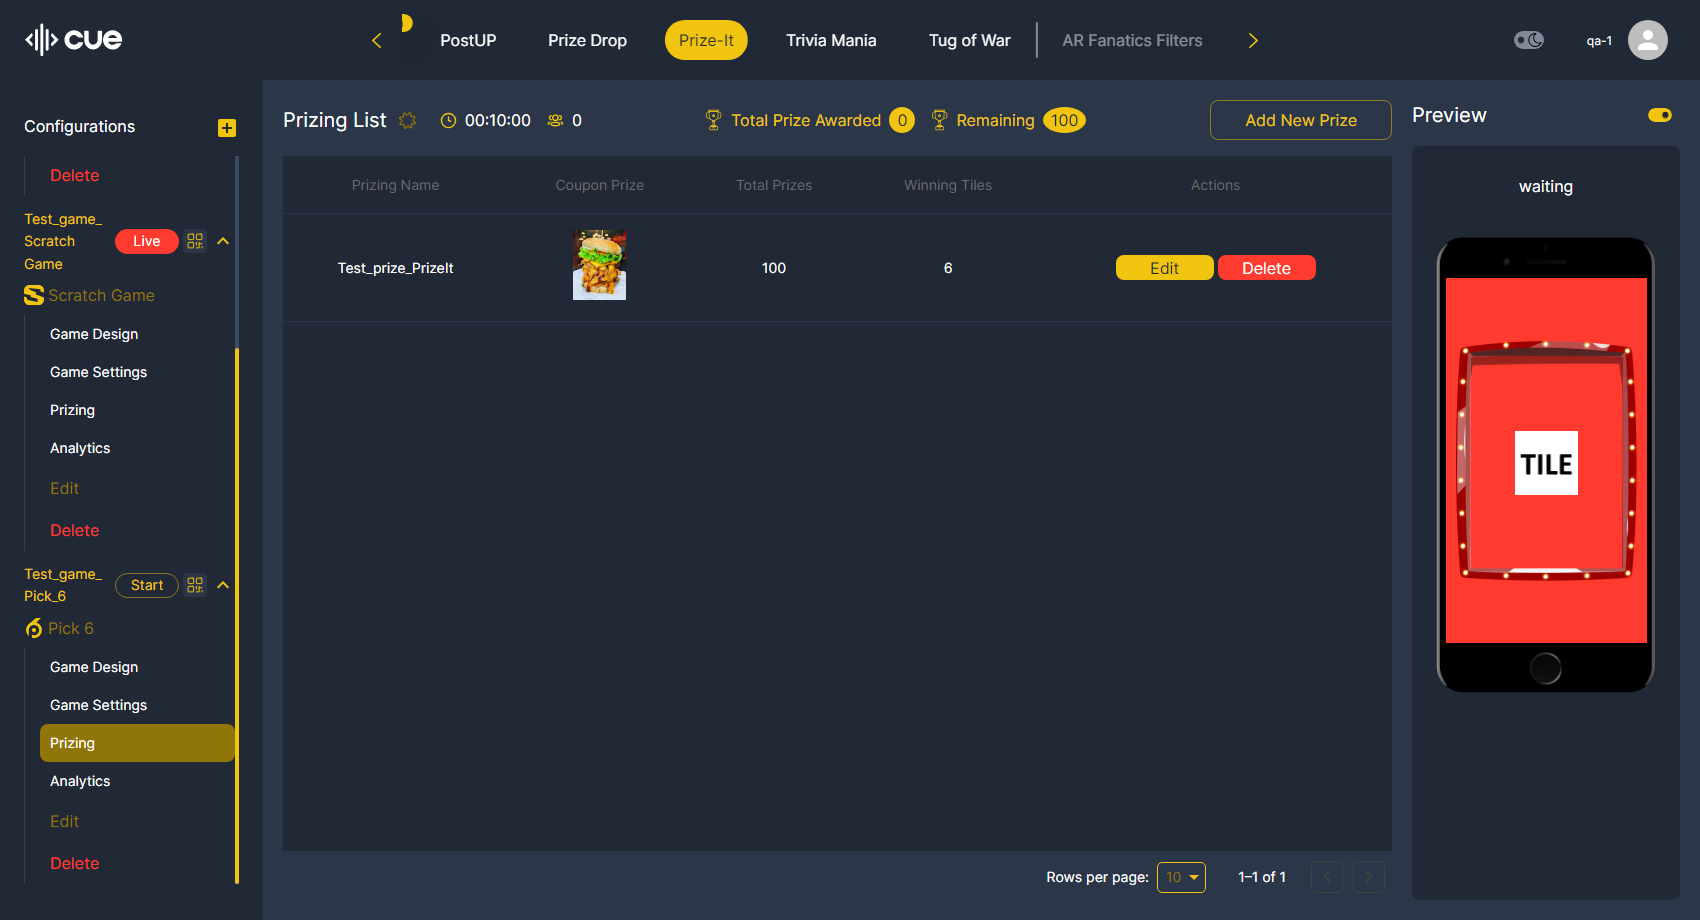 cue
PostUP
Prize Drop
Prize-It
Trivia Mania
Tug of War
AR Fanatics Filters
qa-1
Configurations
Delete
Test_game_
Scratch
Game
Live
Scratch Game
Game Design
Game Settings
Prizing
Analytics
Edit
Delete
Test_game_
Pick_6
Start
Pick 6
Game Design
Game Settings
Prizing
Analytics
Edit
Delete
Prizing List
00:10:00
0
Total Prize Awarded 0
Remaining 100
Add New Prize
Prizing Name
Coupon Prize
Total Prizes
Winning Tiles
Actions
Test_prize_PrizeIt
100
6
Edit
Delete
Rows per page: 10
1–1 of 1
Preview
waiting
TILE